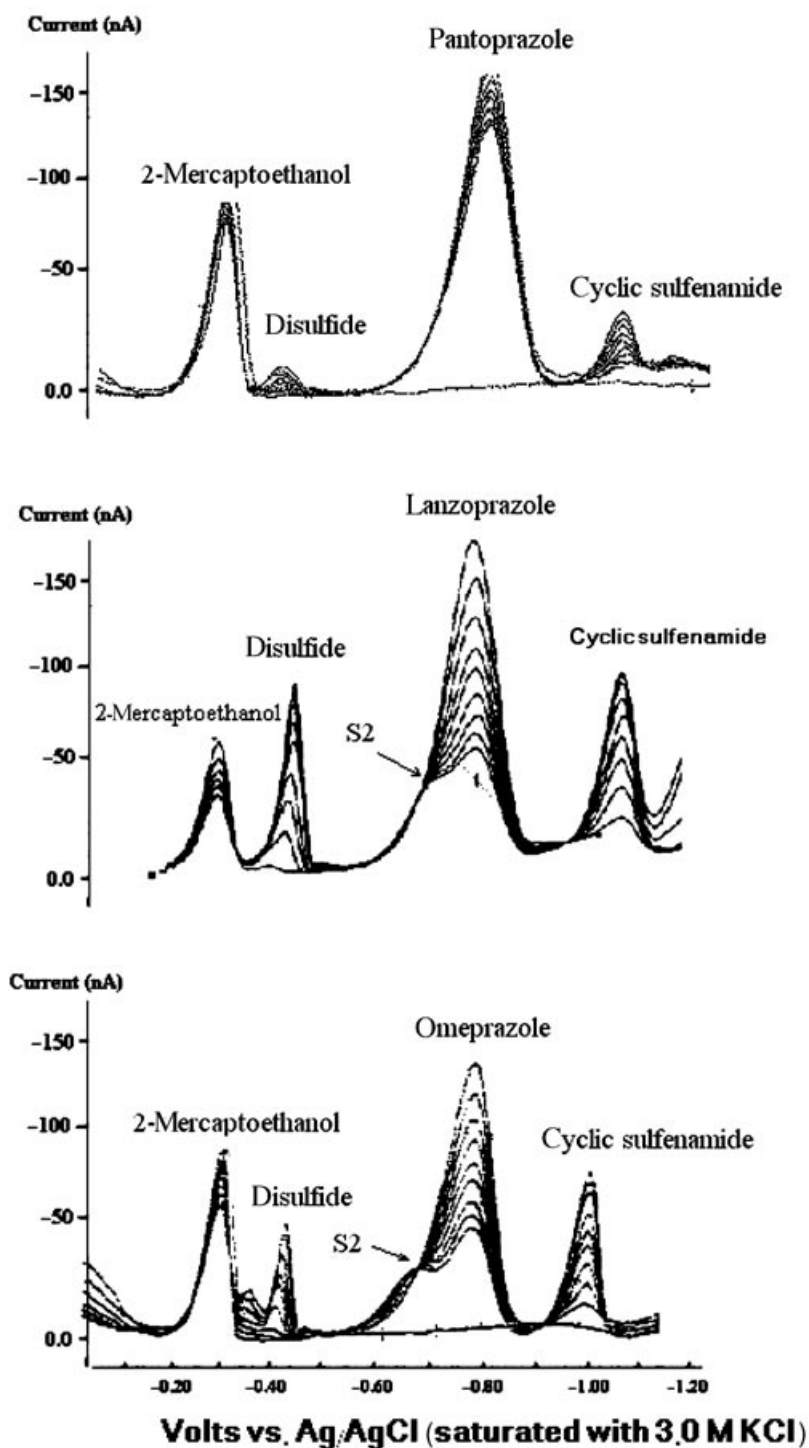 Current (nA)
Pantoprazole
−150
2-Mercaptoethanol
−100
−50
Disulfide
Cyclic sulfenamide
0.0
Lanzoprazole
Current (nA)
−150
Disulfide
Cyclic sulfenamide
−100
2-Mercaptoethanol
S2
−50
0.0
Current (nA)
Omeprazole
−150
2-Mercaptoethanol
−100
Cyclic sulfenamide
Disulfide
−50
S2
0.0
−0.20 −0.40 −0.60 −0.80 −1.00 −1.20
Volts vs. Ag/AgCl (saturated with 3.0 M KCl)